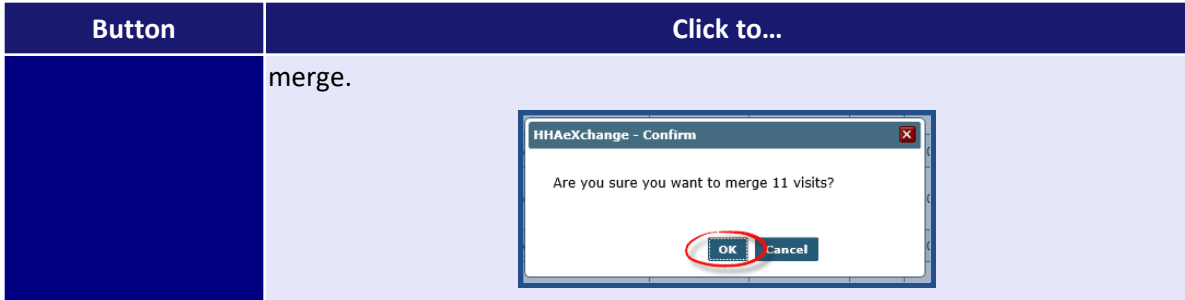 Button Click to…
merge.
HHAeXchange - Confirm
Are you sure you want to merge 11 visits?
OK Cancel